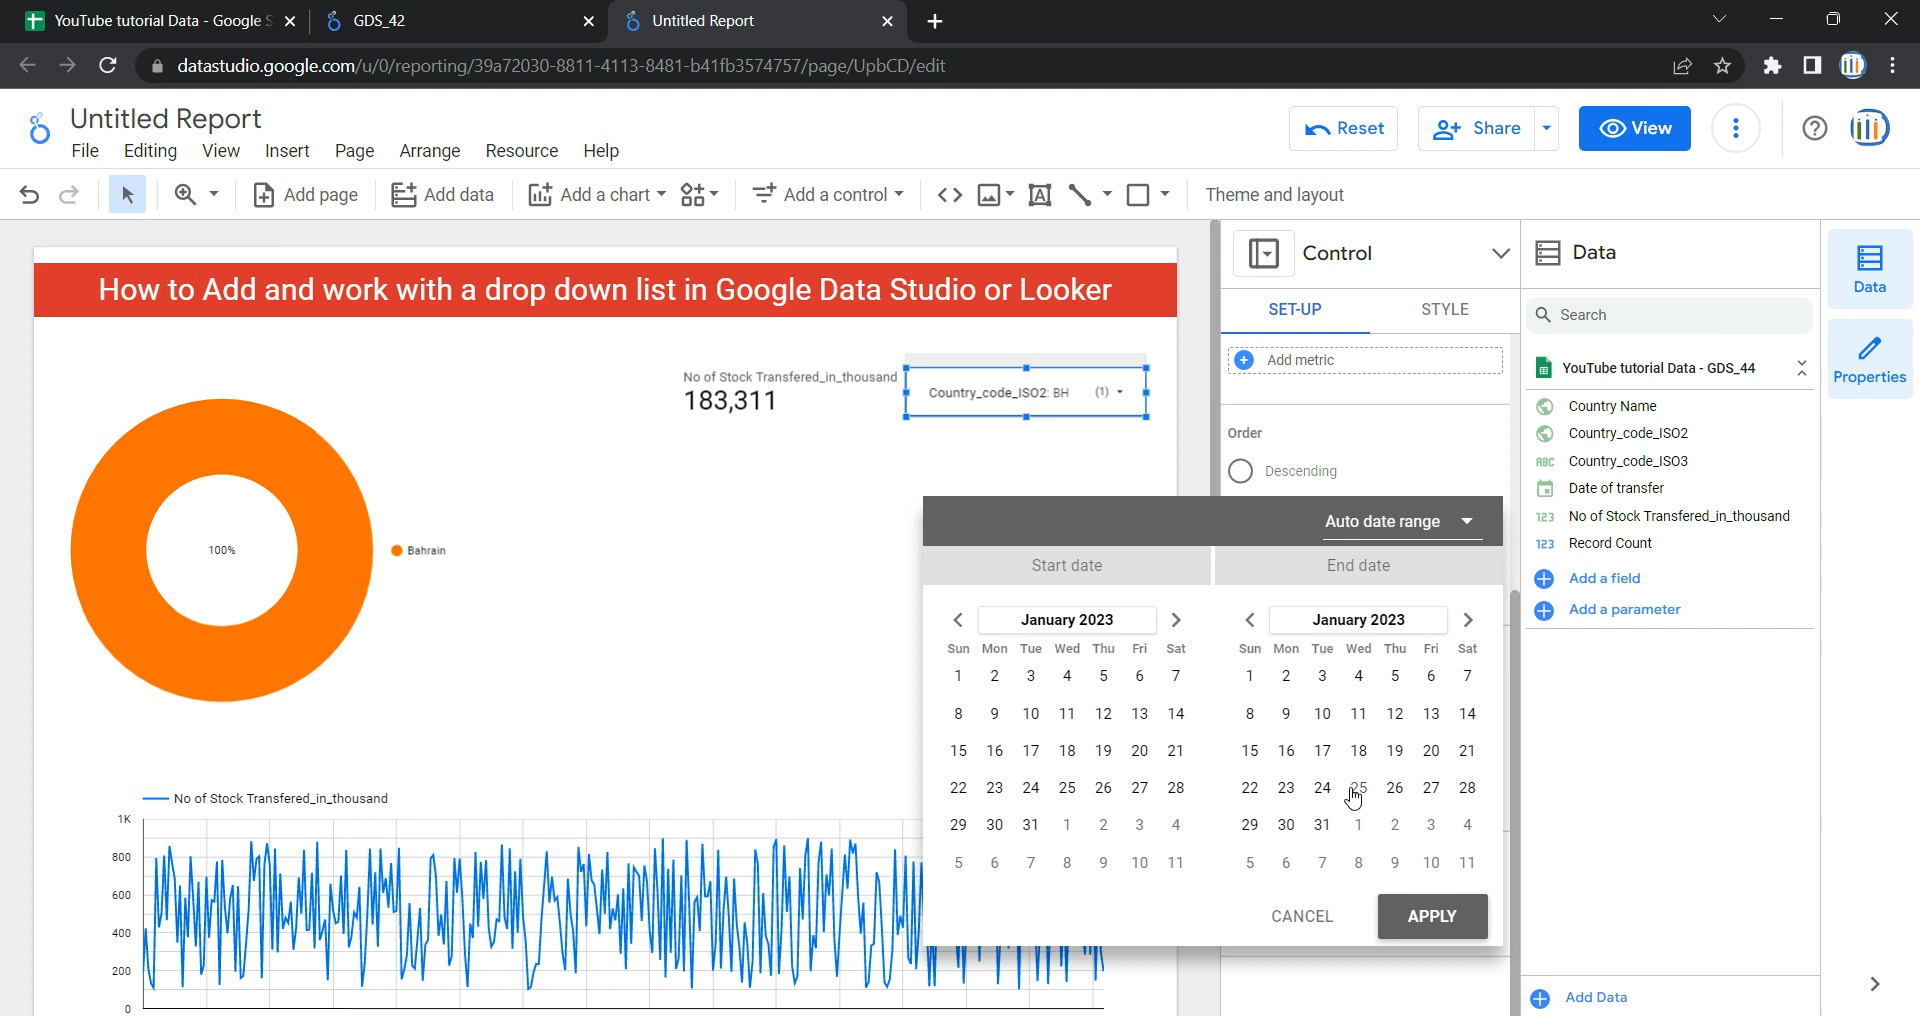 YouTube tutorial Data - Google S
GDS_42
Untitled Report
datastudio.google.com/u/0/reporting/39a72030-8811-4113-8481-b41fb3574757/page/UpbCD/edit
Untitled Report
File Editing View Insert Page Arrange Resource Help
Reset
Share
View
Add page
Add data
Add a chart
Add a control
Theme and layout
How to Add and work with a drop down list in Google Data Studio or Looker
No of Stock Transfered_in_thousand
183,311
Country_code_ISO2: BH (1)
100%
Bahrain
No of Stock Transfered_in_thousand
1K
800
600
400
200
0
Control
SET-UP STYLE
Add metric
Order
Descending
Auto date range
Start date End date
January 2023 January 2023
Sun Mon Tue Wed Thu Fri Sat Sun Mon Tue Wed Thu Fri Sat
1 2 3 4 5 6 7 1 2 3 4 5 6 7
8 9 10 11 12 13 14 8 9 10 11 12 13 14
15 16 17 18 19 20 21 15 16 17 18 19 20 21
22 23 24 25 26 27 28 22 23 24 25 26 27 28
29 30 31 1 2 3 4 29 30 31 1 2 3 4
5 6 7 8 9 10 11 5 6 7 8 9 10 11
CANCEL APPLY
Data
Search
YouTube tutorial Data - GDS_44
Country Name
Country_code_ISO2
ABC Country_code_ISO3
Date of transfer
123 No of Stock Transfered_in_thousand
123 Record Count
Add a field
Add a parameter
Add Data
Data
Properties